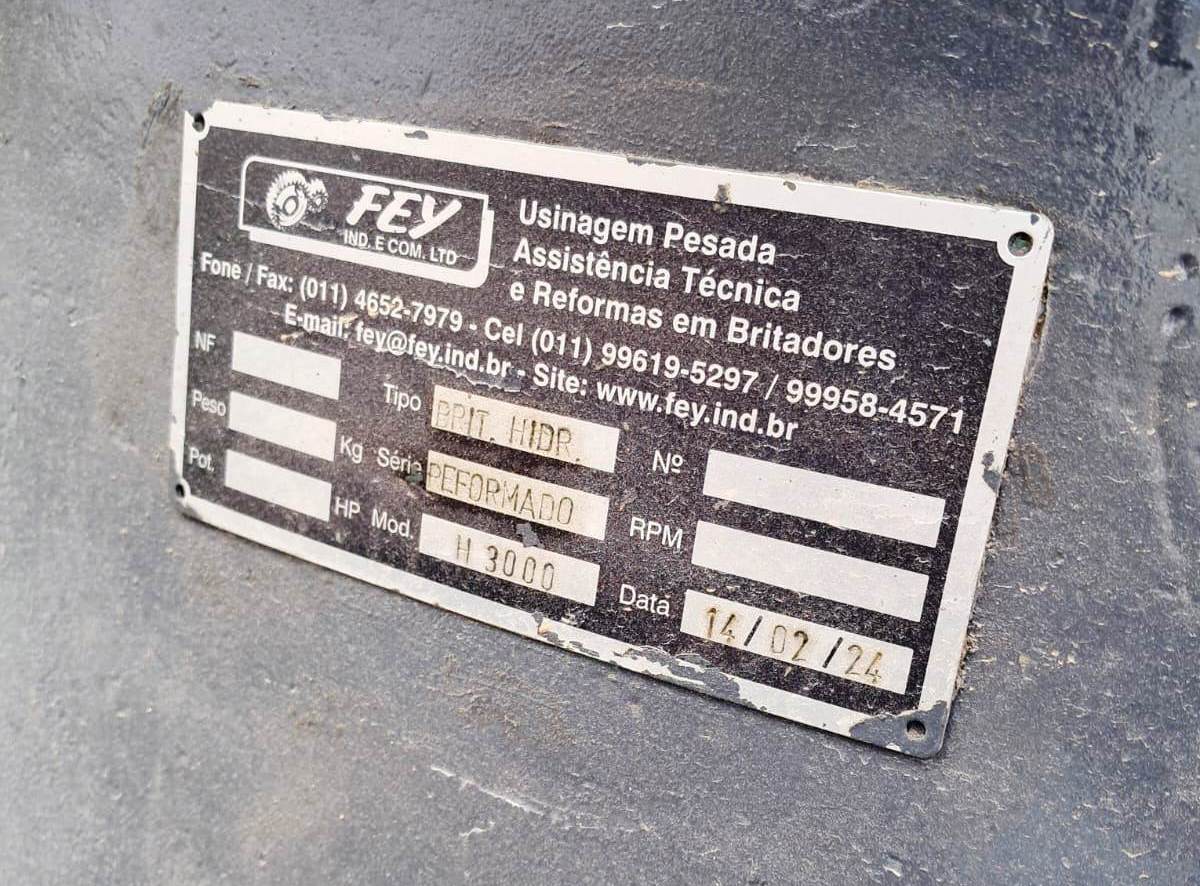 FEY
IND. E COM. LTD
Usinagem Pesada
Assistência Técnica
e Reformas em Britadores
Fone / Fax: (011) 4652-7979 - Cel (011) 99619-5297 / 99958-4571
E-mail: fey@fey.ind.br - Site: www.fey.ind.br
NF Tipo BRIT. HIDR. Nº
Peso Kg Série REFORMADO RPM
Pot. HP Mod. H 3000 Data 14/02/24